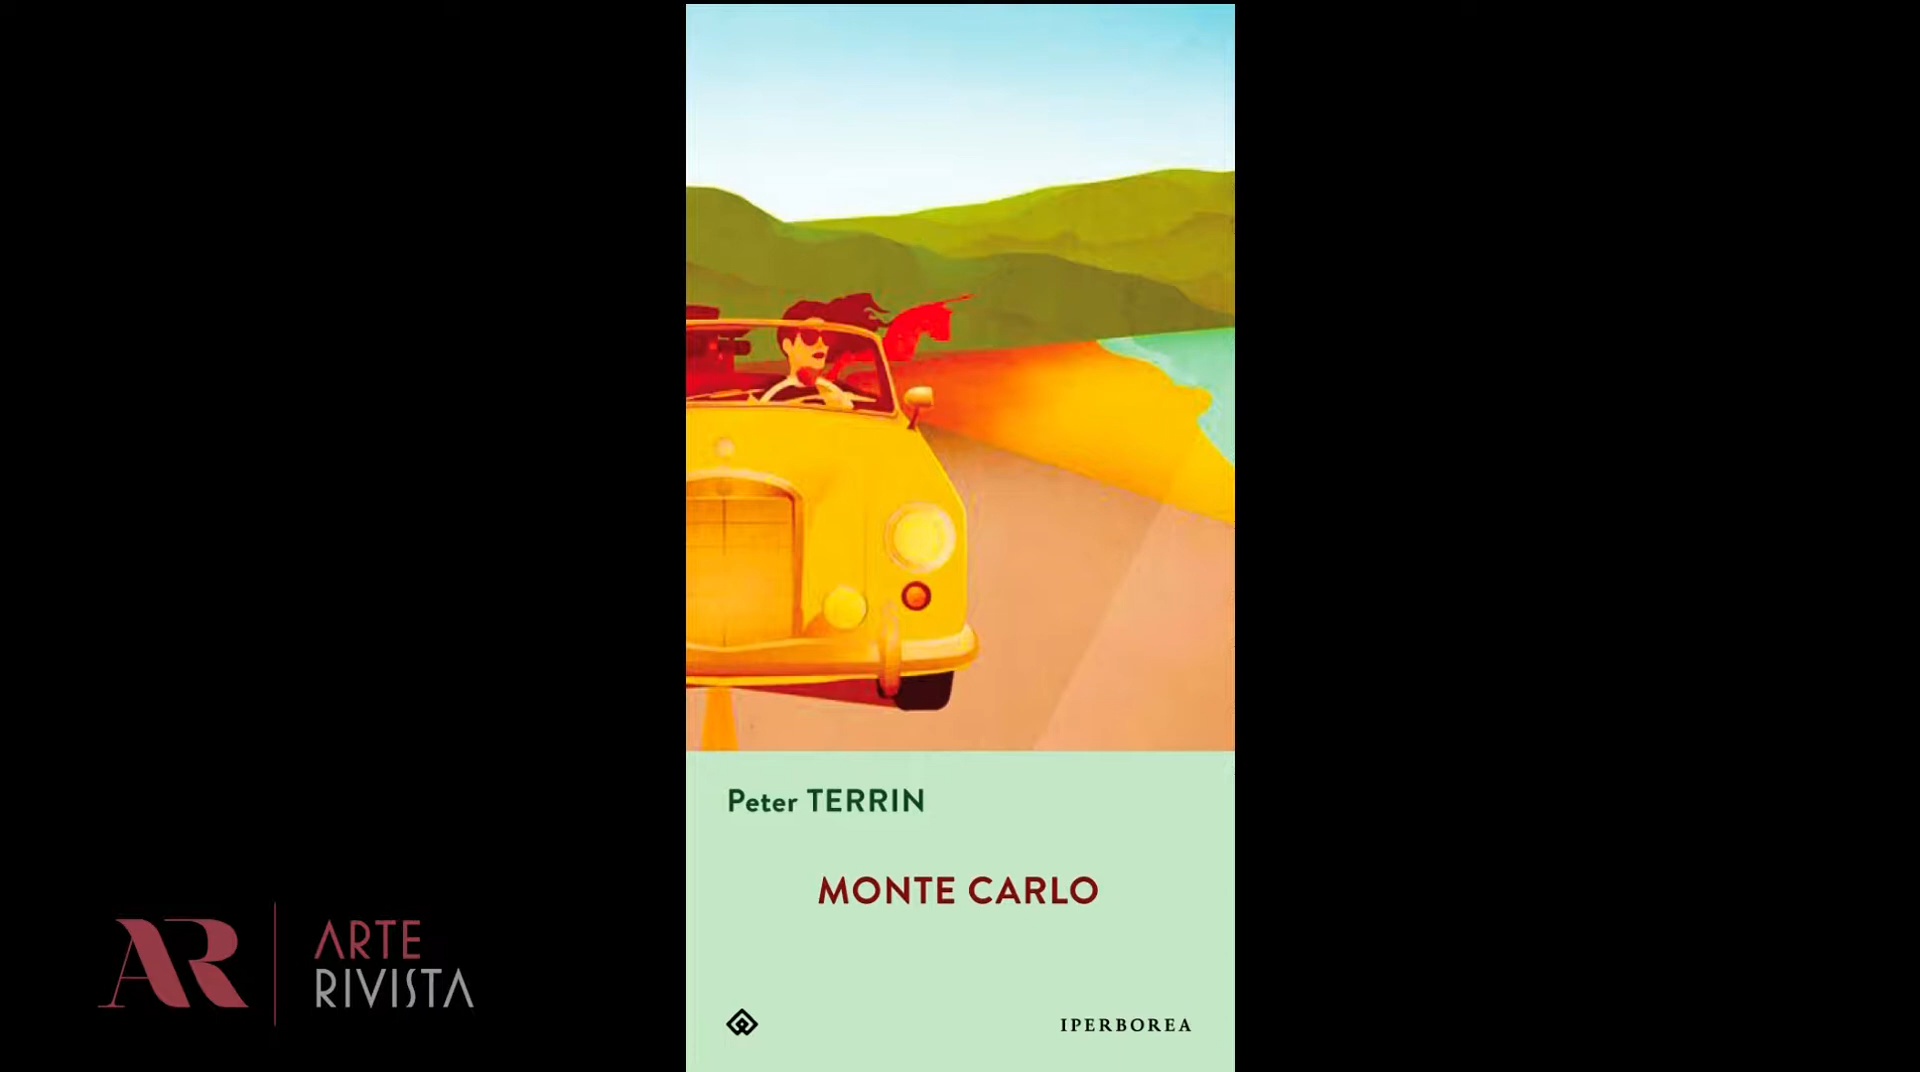 Peter TERRIN
MONTE CARLO
IPERBOREA
AR
ARTE
RIVISTA